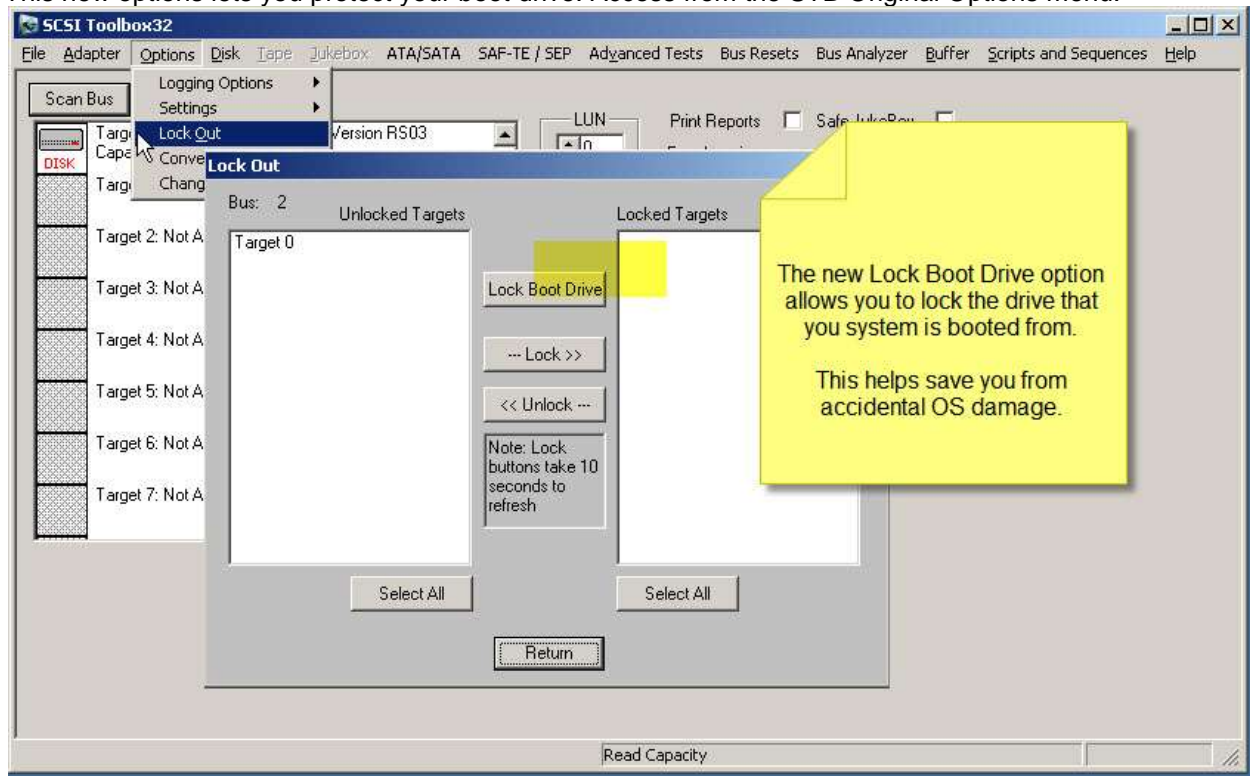 This new options lets you protect your boot drive. Access from the STB Original Options menu.
SCSI Toolbox32
File Adapter Options Disk Tape Jukebox ATA/SATA SAF-TE / SEP Advanced Tests Bus Resets Bus Analyzer Buffer Scripts and Sequences Help
Scan Bus
Logging Options
Settings
Lock Out
Conve
Chang
DISK
Targ
Capa
Version RS03
LUN
0
Print Reports
Targ
Target 2: Not A
Target 3: Not A
Target 4: Not A
Target 5: Not A
Target 6: Not A
Target 7: Not A
Lock Out
Bus: 2
Unlocked Targets
Locked Targets
Target 0
Lock Boot Drive
--- Lock >>
<< Unlock ---
Note: Lock
buttons take 10
seconds to
refresh
Select All
Select All
Return
The new Lock Boot Drive option
allows you to lock the drive that
you system is booted from.
This helps save you from
accidental OS damage.
Read Capacity